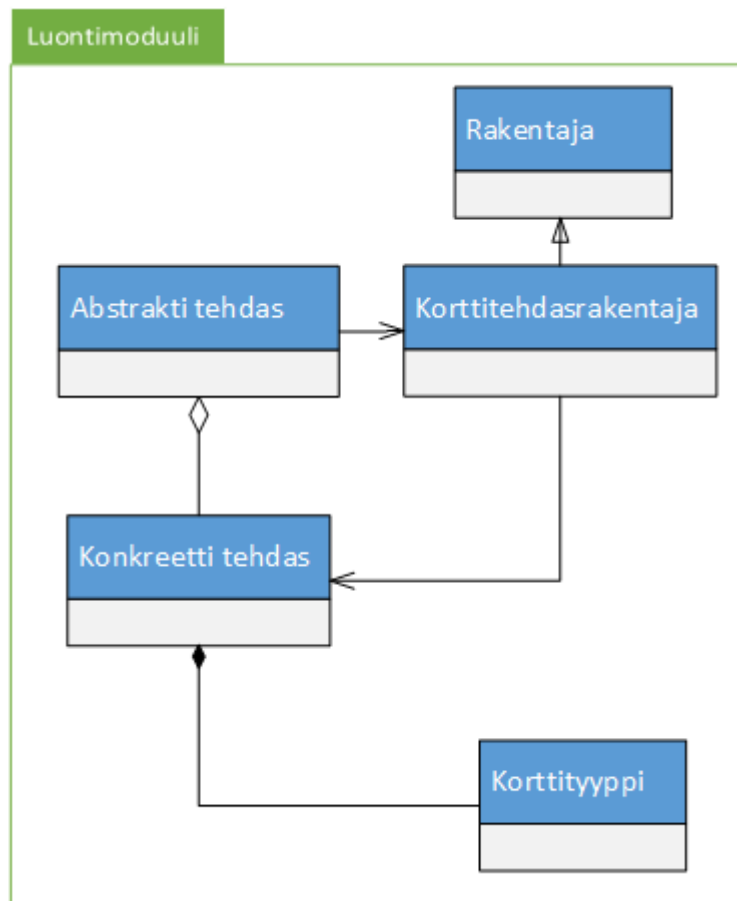 Luontimoduuli
Rakentaja
Abstrakti tehdas
Korttitehdasrakentaja
Konkreetti tehdas
Korttityyppi